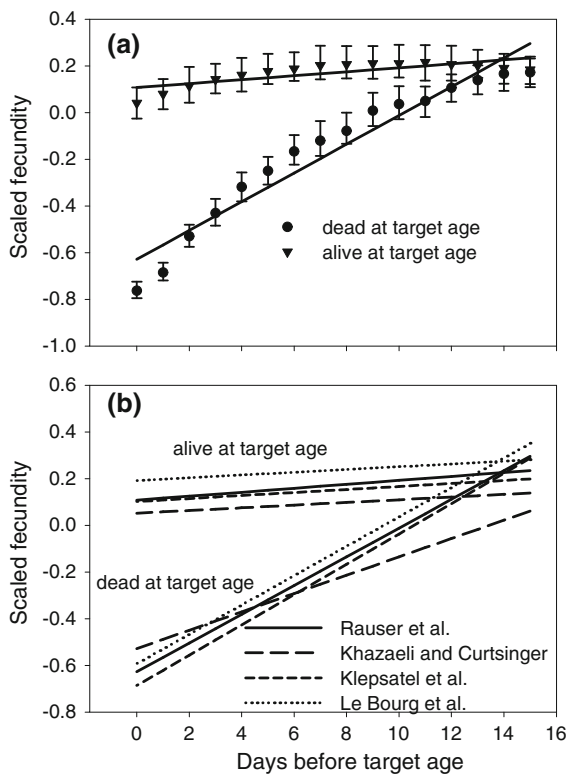 (a)
0.4
0.2
0.0
-0.2
-0.4
-0.6
-0.8
-1.0
Scaled fecundity
dead at target age
alive at target age
(b)
0.6
0.4
0.2
0.0
-0.2
-0.4
-0.6
-0.8
Scaled fecundity
alive at target age
dead at target age
Rauser et al.
Khazaeli and Curtsinger
Klepsatel et al.
Le Bourg et al.
0 2 4 6 8 10 12 14 16
Days before target age